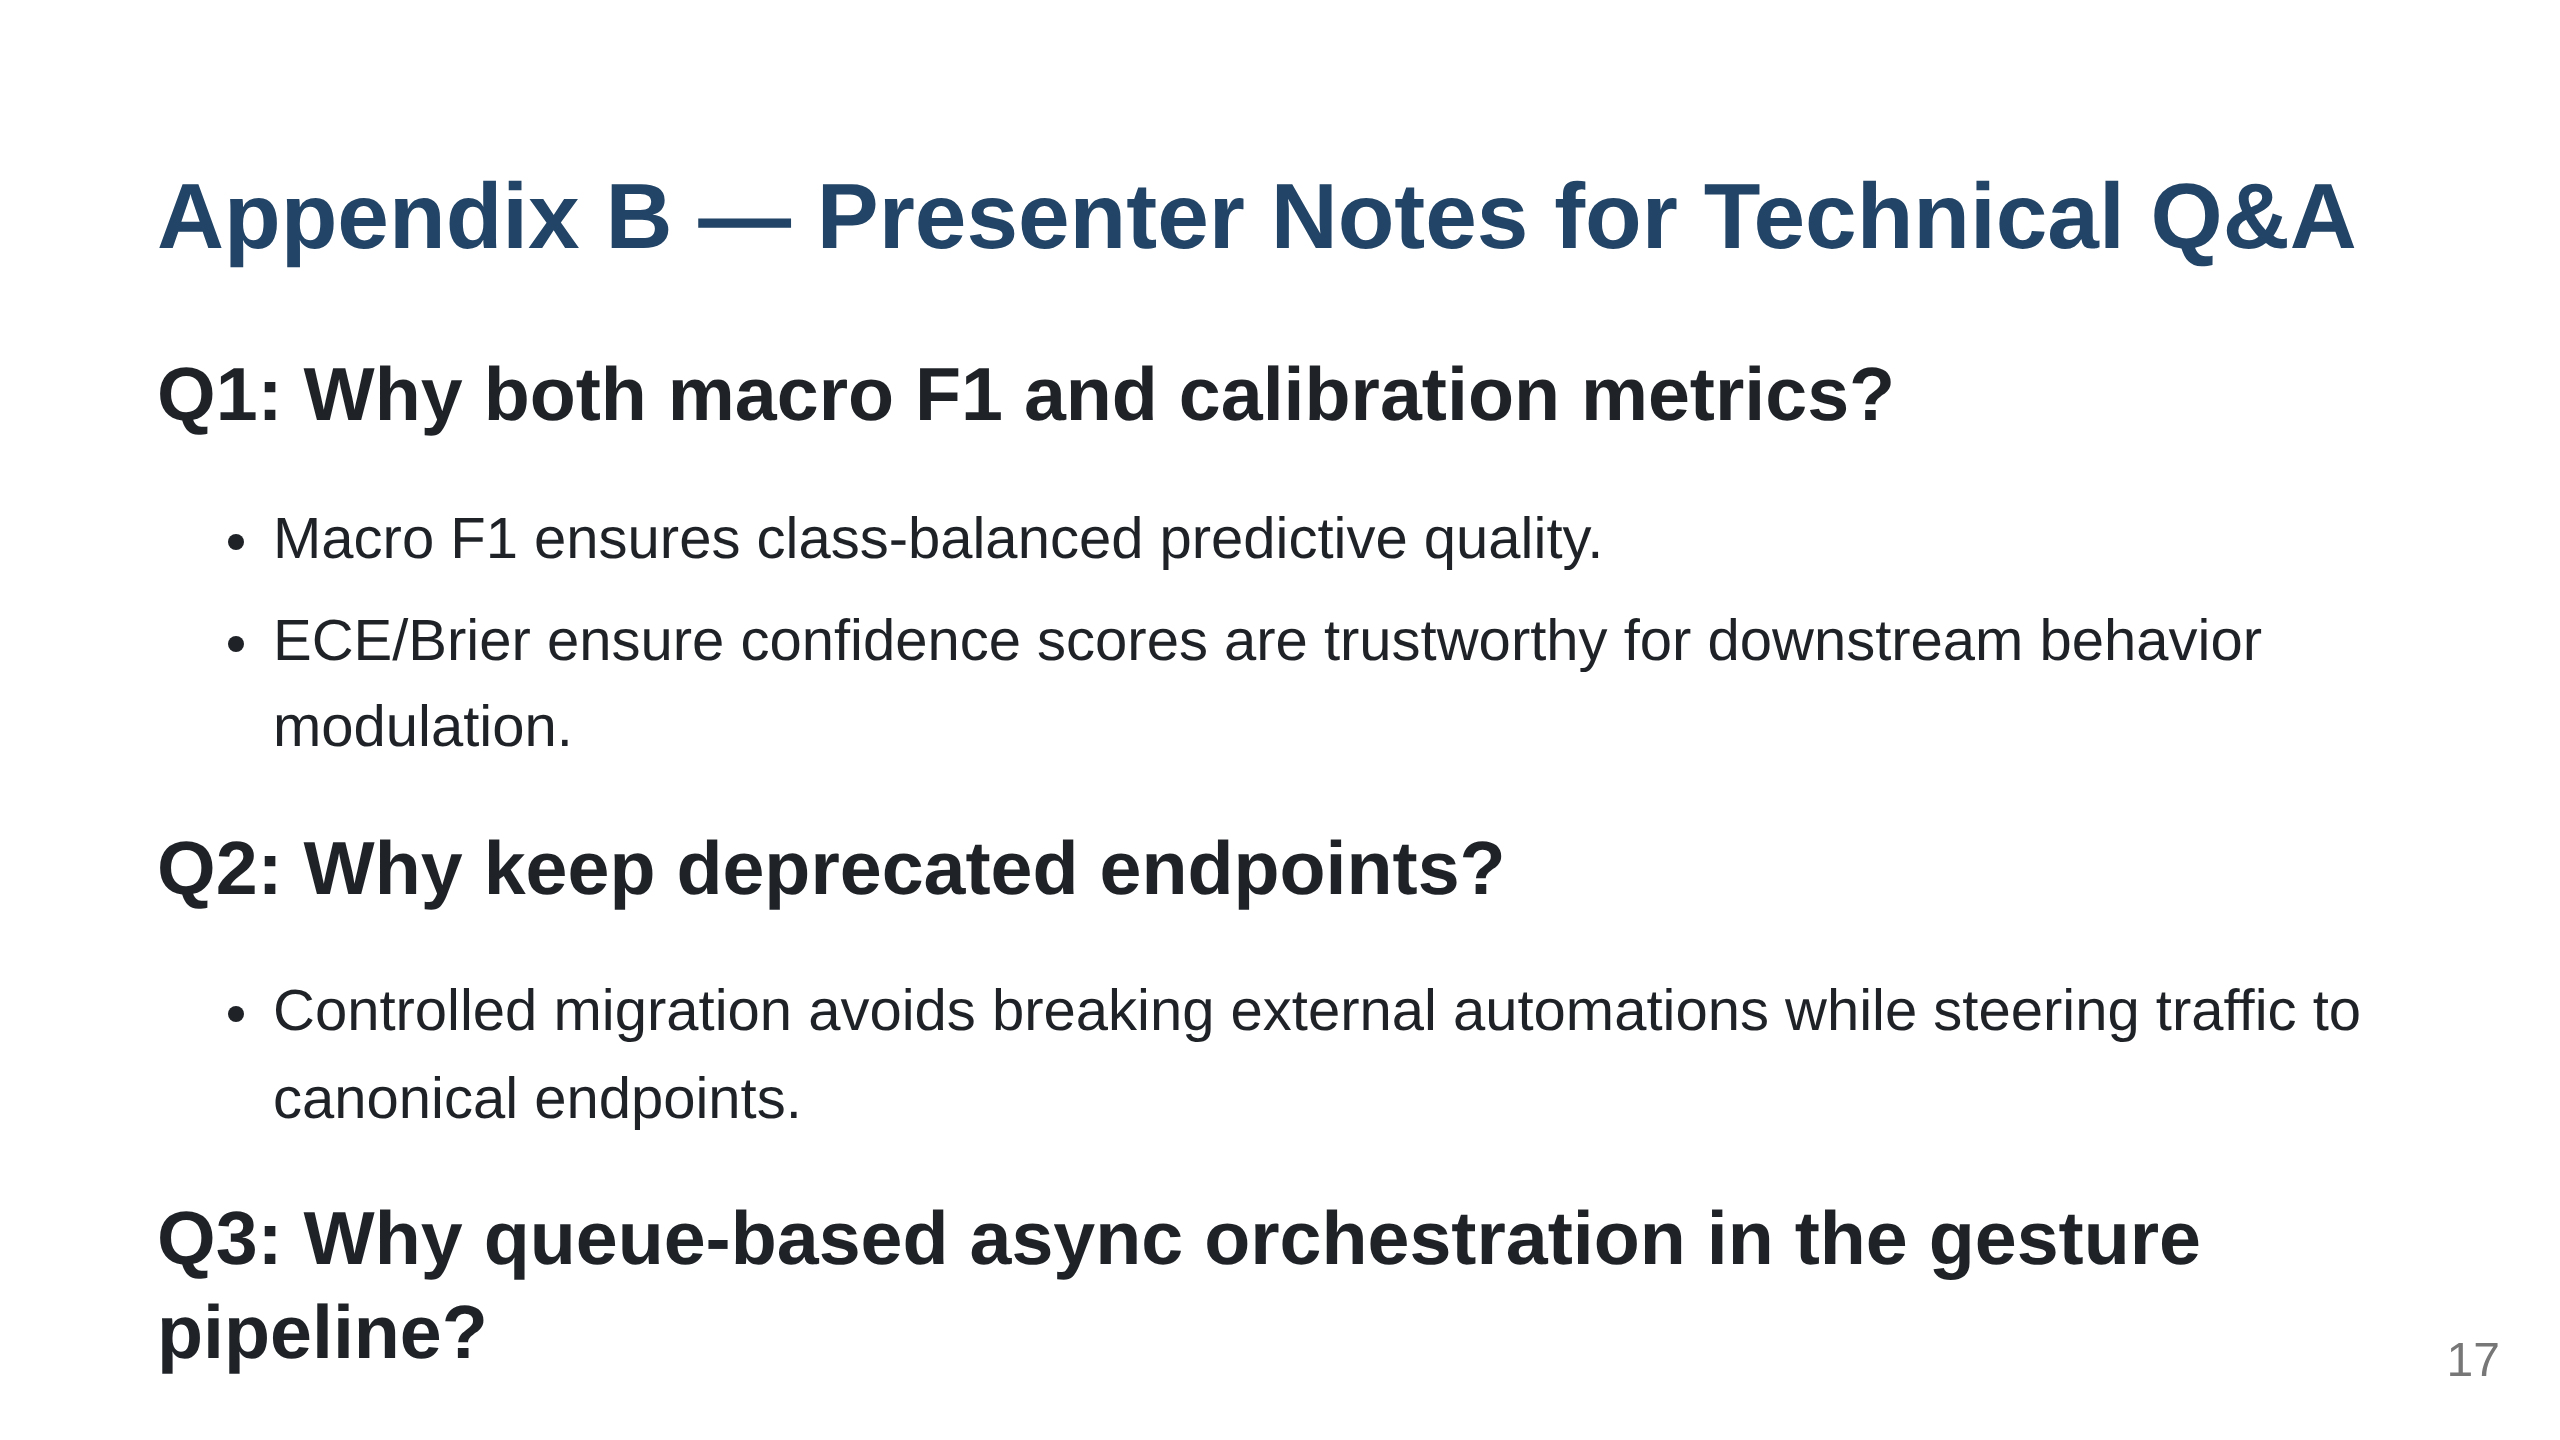 Appendix B — Presenter Notes for Technical Q&A
Q1: Why both macro F1 and calibration metrics?
• Macro F1 ensures class-balanced predictive quality.
• ECE/Brier ensure confidence scores are trustworthy for downstream behavior
modulation.
Q2: Why keep deprecated endpoints?
• Controlled migration avoids breaking external automations while steering traffic to
canonical endpoints.
Q3: Why queue-based async orchestration in the gesture
pipeline?
17